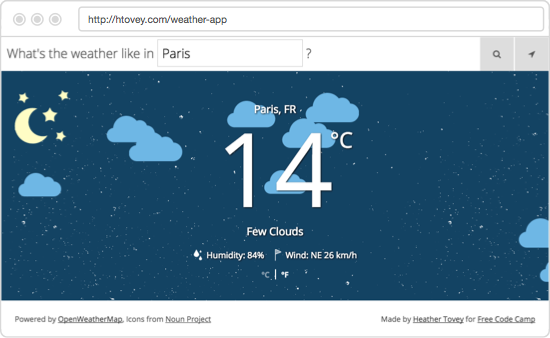 http://htovey.com/weather-app
What's the weather like in Paris ?
Paris, FR
14 °C
Few Clouds
Humidity: 84% Wind: NE 26 km/h
°C | °F
Powered by OpenWeatherMap, Icons from Noun Project
Made by Heather Tovey for Free Code Camp